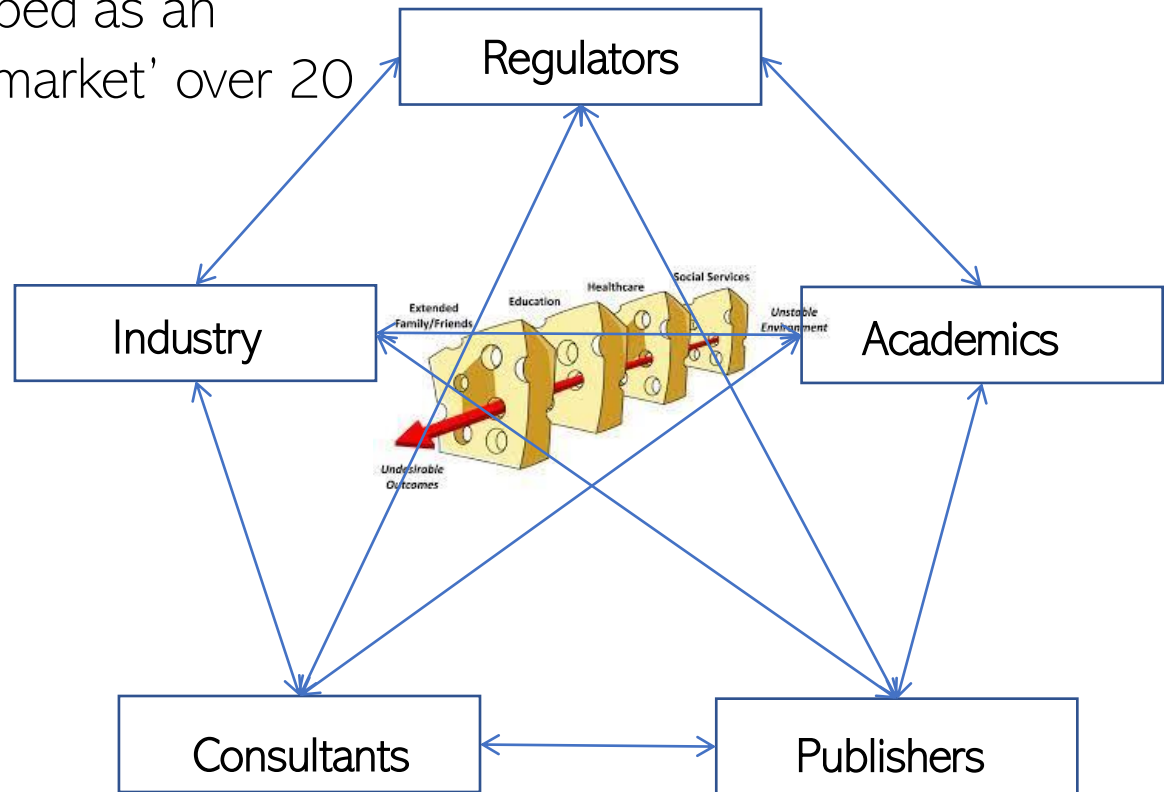 bed as an
market’ over 20
Regulators
Social Services
Healthcare
Education
Extended
Family/Friends
Unstable
Environment
Industry
Academics
Undesirable
Outcomes
Consultants
Publishers